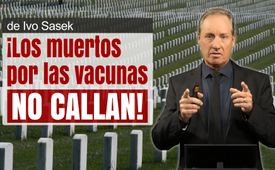 de Ivo Sasek
¡Los muertos
por las vacunas
NO CALLAN!